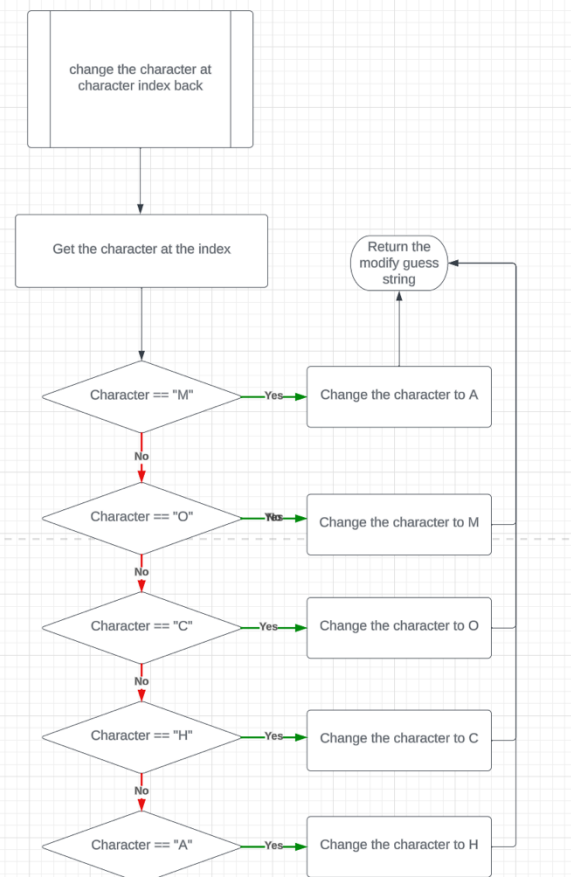 change the character at
character index back
Get the character at the index
Return the
modify guess
string
Character == "M"
Yes
Change the character to A
No
Character == "O"
Change the character to M
No
Character == "C"
Yes
Change the character to O
No
Character == "H"
Yes
Change the character to C
No
Character == "A"
Yes
Change the character to H